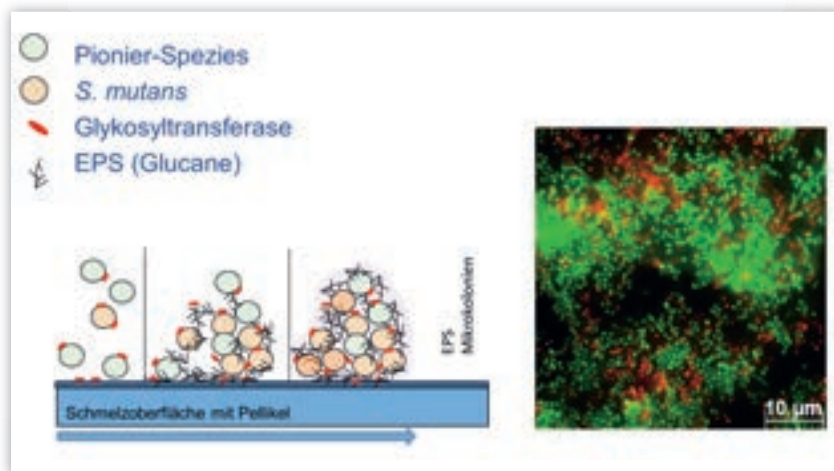 Pionier-Spezies
S. mutans
Glykosyltransferase
EPS (Glucane)
EPS
Mikrokolonien
Schmelzoberfläche mit Pellikel
10 µm